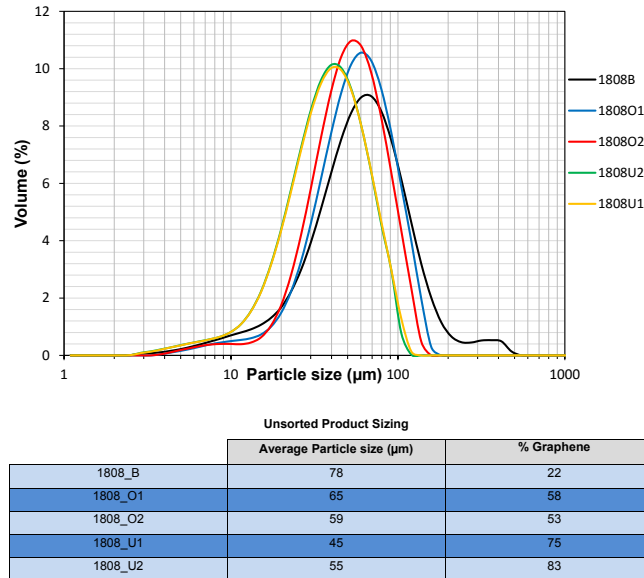 12
10
8
6
4
2
0
Volume (%)
1 10 100 1000
Particle size (µm)
1808B
1808O1
1808O2
1808U2
1808U1
Unsorted Product Sizing
Average Particle size (µm) % Graphene
1808_B 78 22
1808_O1 65 58
1808_O2 59 53
1808_U1 45 75
1808_U2 55 83